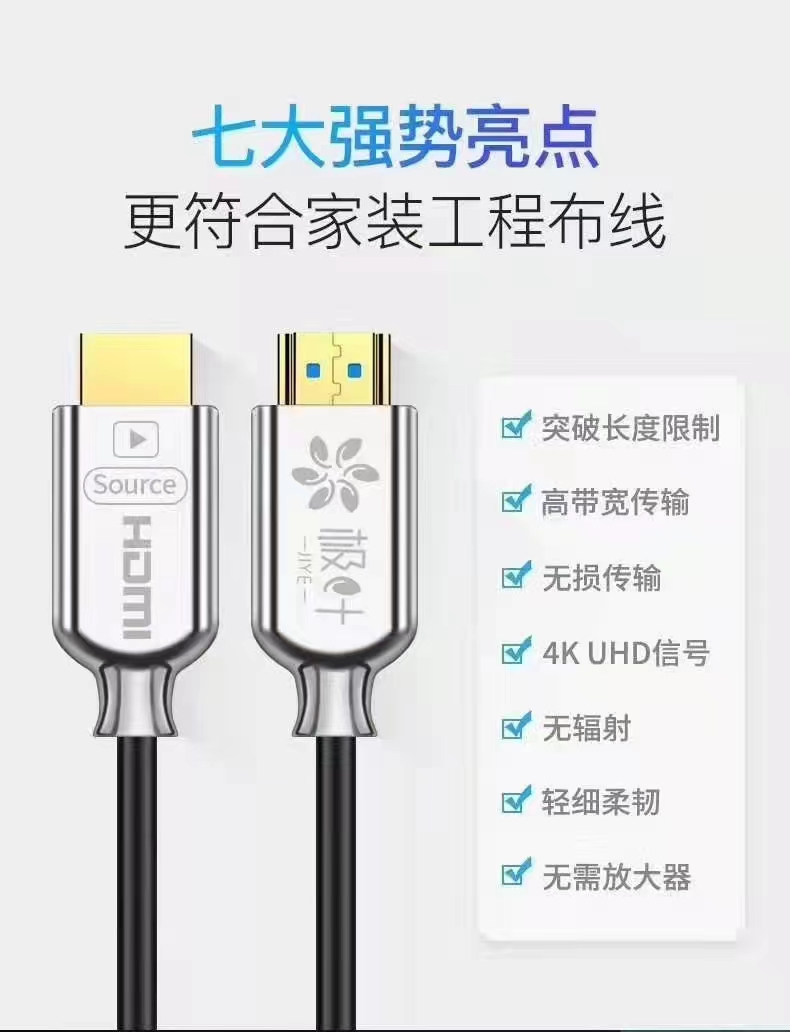 七大强势亮点
更符合家装工程布线
Source
HDMI
极叶
—JIYE—
突破长度限制
高带宽传输
无损传输
4K UHD信号
无辐射
轻细柔韧
无需放大器